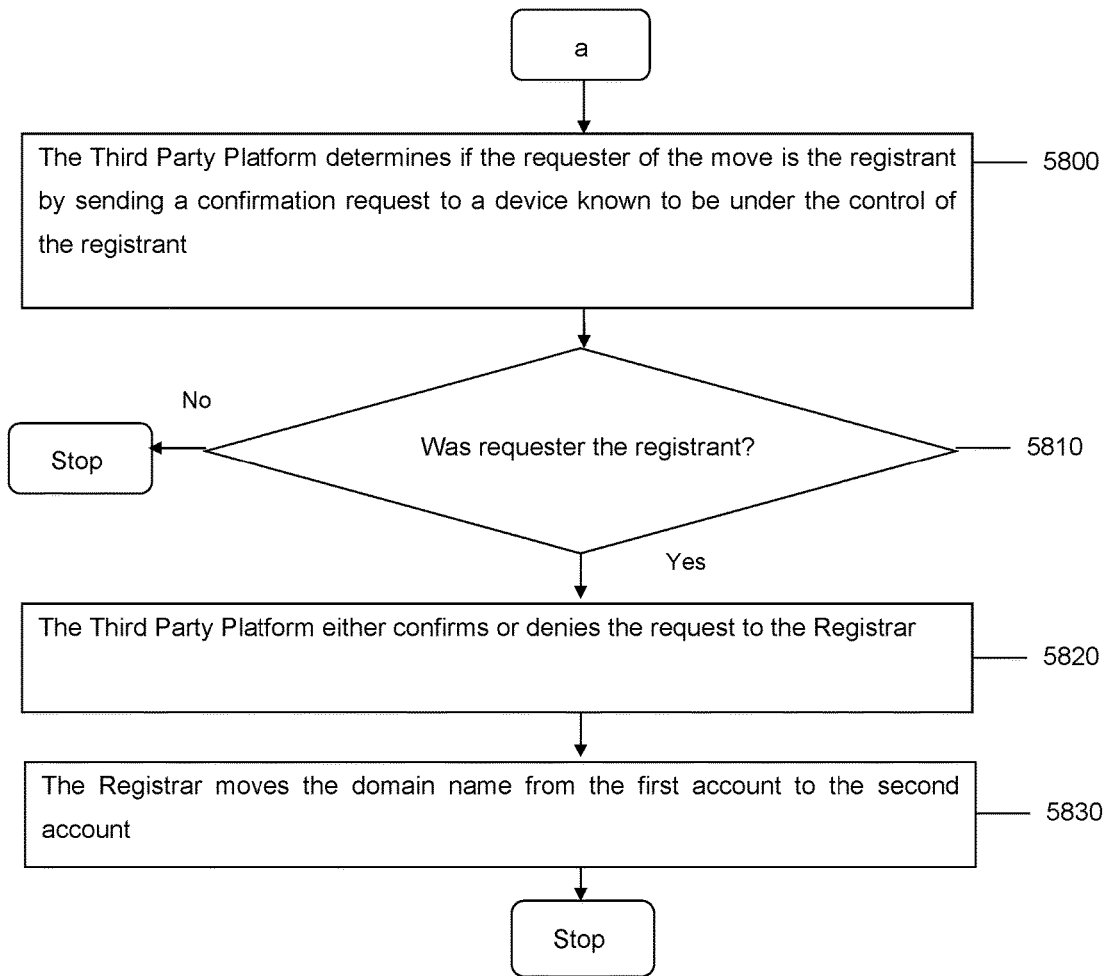 a
The Third Party Platform determines if the requester of the move is the registrant
by sending a confirmation request to a device known to be under the control of
the registrant
5800
No
Stop
Was requester the registrant?
5810
Yes
The Third Party Platform either confirms or denies the request to the Registrar
5820
The Registrar moves the domain name from the first account to the second
account
5830
Stop